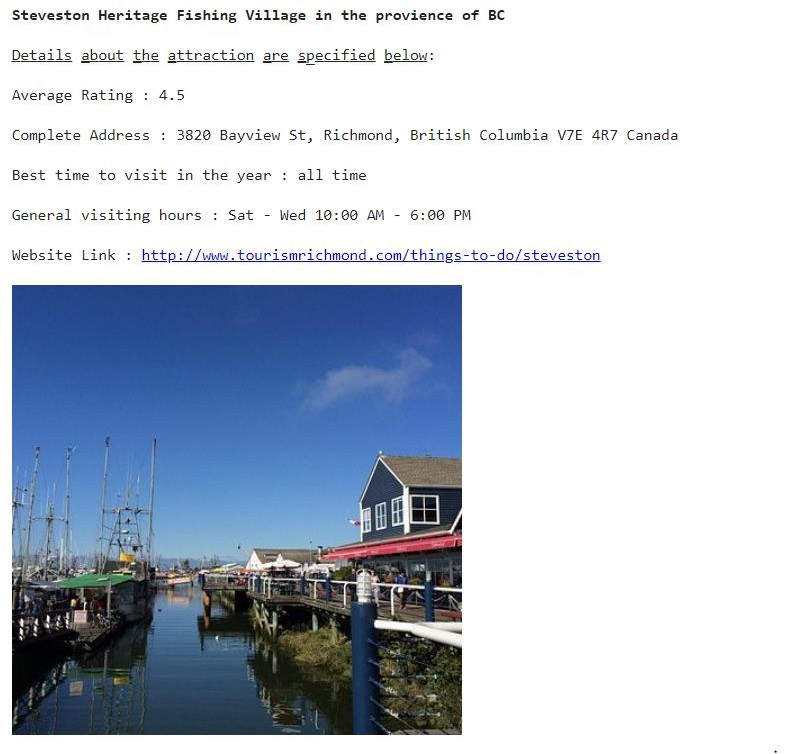 Steveston Heritage Fishing Village in the provience of BC
Details about the attraction are specified below:
Average Rating : 4.5
Complete Address : 3820 Bayview St, Richmond, British Columbia V7E 4R7 Canada
Best time to visit in the year : all time
General visiting hours : Sat - Wed 10:00 AM - 6:00 PM
Website Link : http://www.tourismrichmond.com/things-to-do/steveston